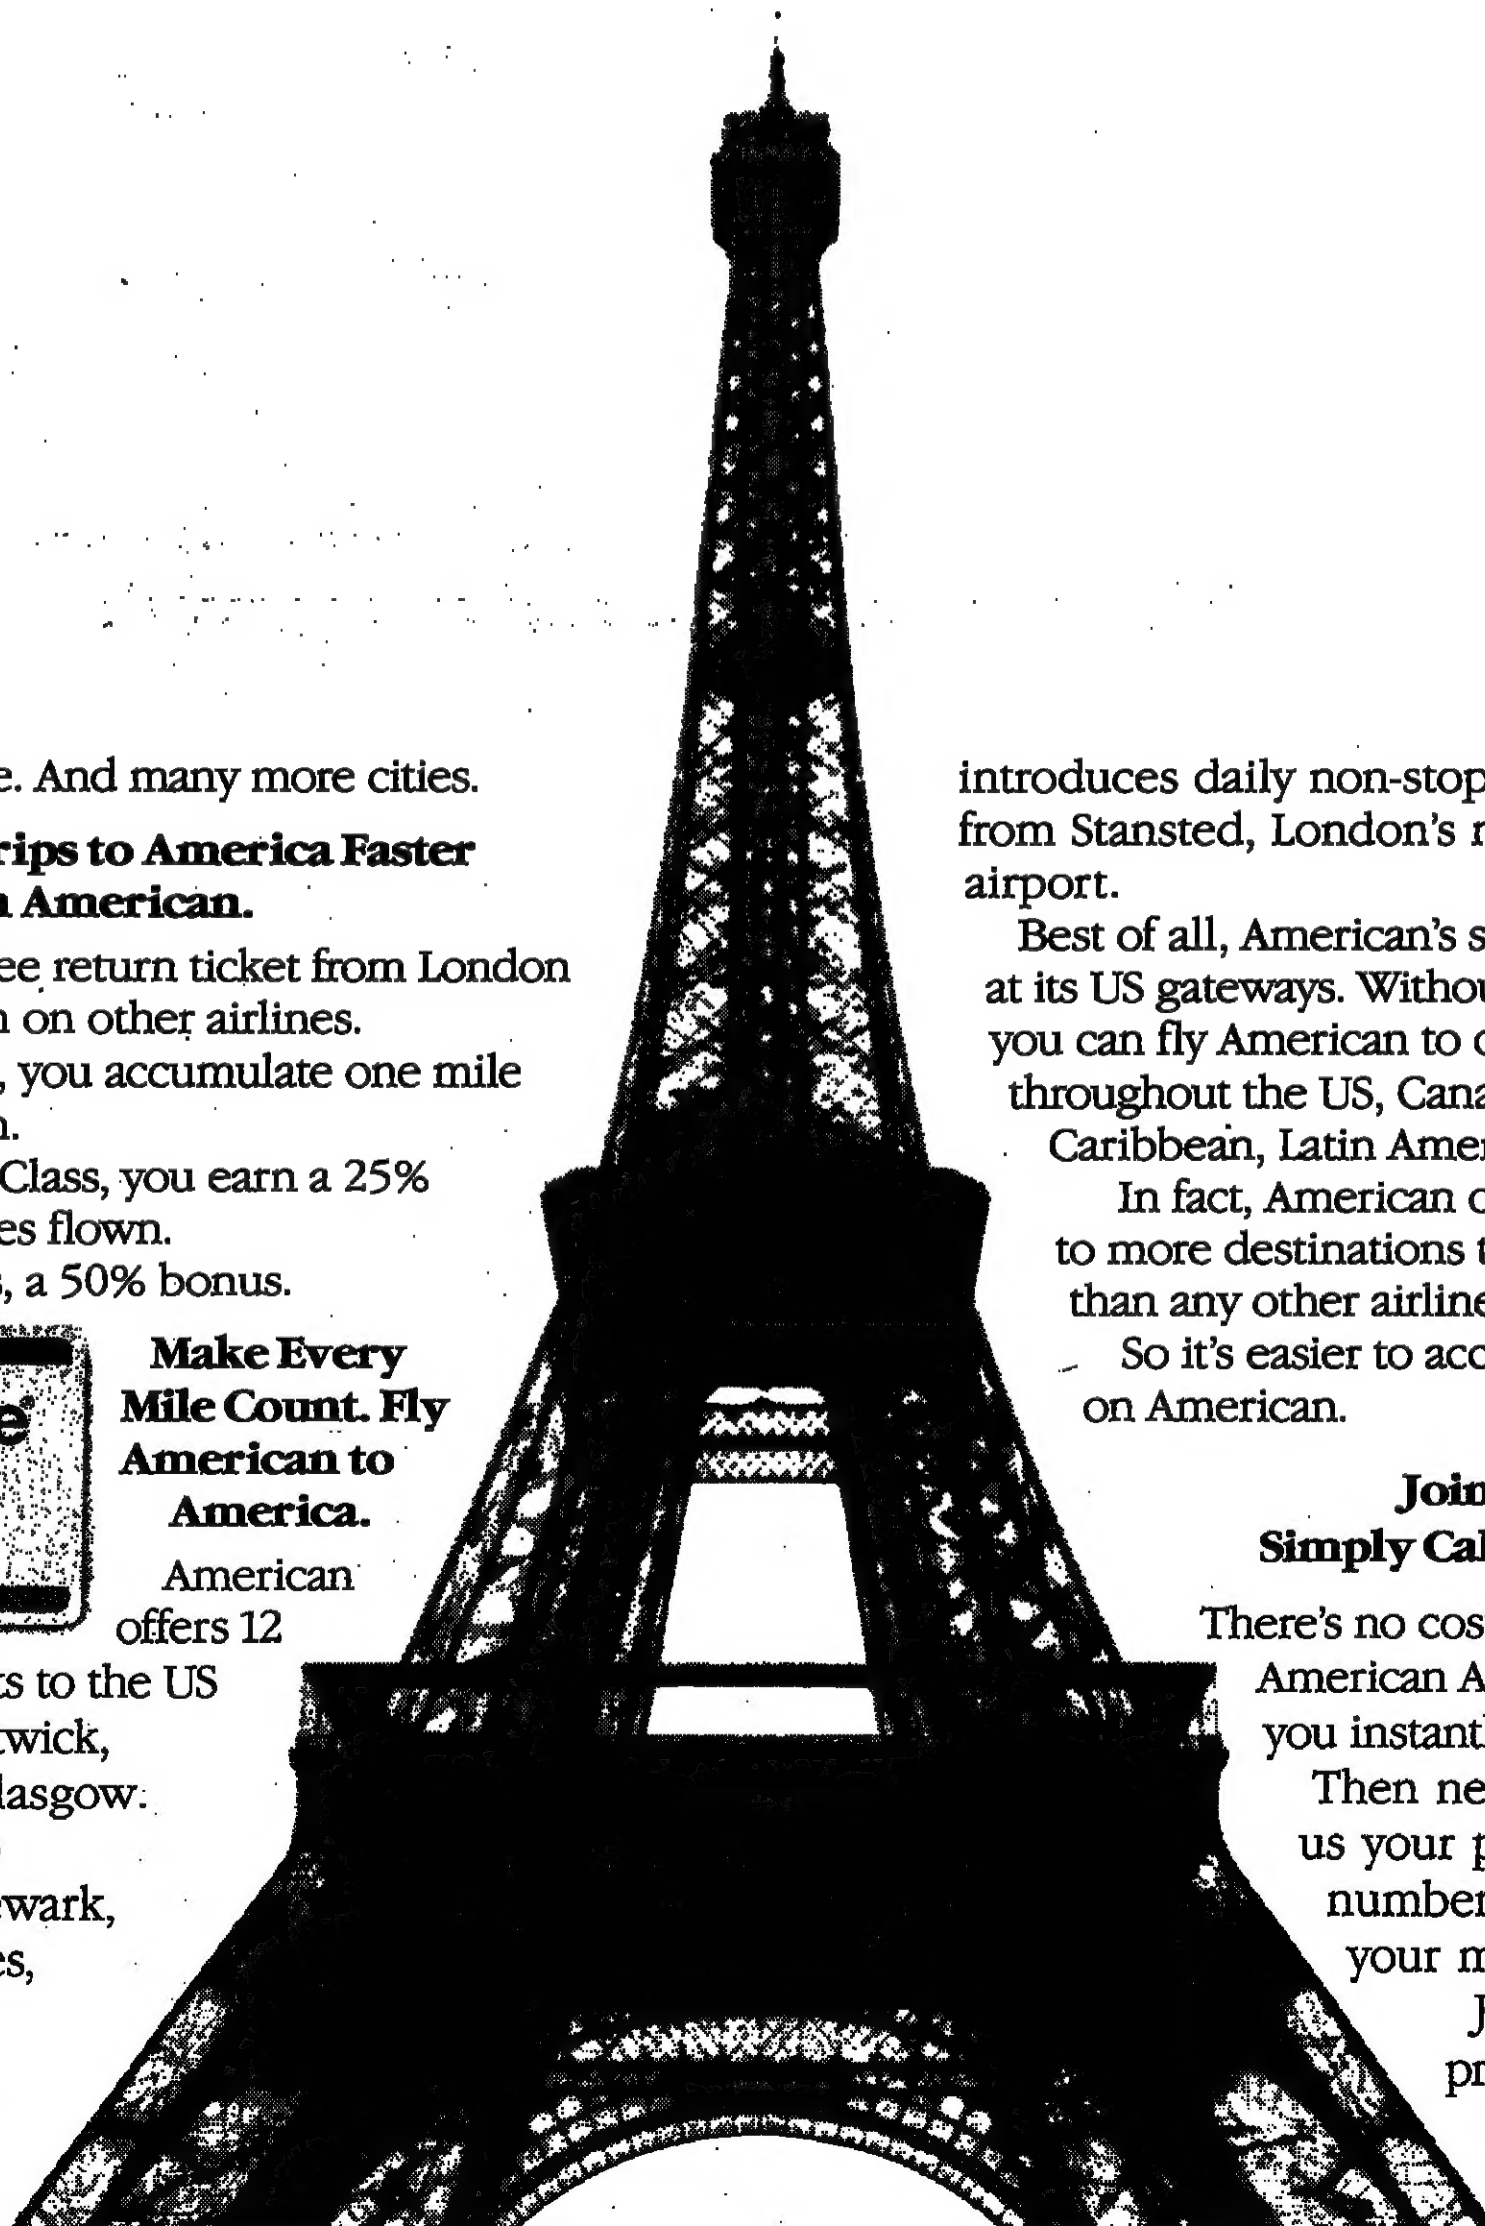 e. And many more cities.
rips to America Faster
n American.
ee return ticket from London
n on other airlines.
, you accumulate one mile
n.
Class, you earn a 25%
es flown.
s, a 50% bonus.
e
Make Every
Mile Count. Fly
American to
America.
American
offers 12
ts to the US
twick,
lasgow.
ewark,
es,
introduces daily non-stop
from Stansted, London's n
airport.
Best of all, American's s
at its US gateways. Withou
you can fly American to
throughout the US, Cana
Caribbean, Latin Amer
In fact, American
to more destinations t
than any other airline
So it's easier to acc
on American.
Join
Simply Cal
There's no cos
American A
you instantl
Then ne
us your p
number
your m
J
pr